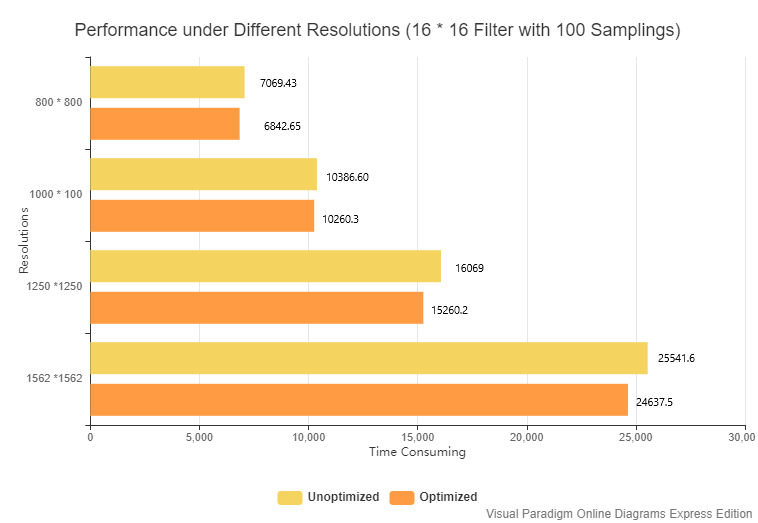 Performance under Different Resolutions (16 * 16 Filter with 100 Samplings)
7069.43
800 * 800
6842.65
10386.60
1000 * 100
10260.3
Resolutions
16069
1250 *1250
15260.2
25541.6
1562 *1562
24637.5
0 5,000 10,000 15,000 20,000 25,000 30,00
Time Consuming
Unoptimized Optimized
Visual Paradigm Online Diagrams Express Edition